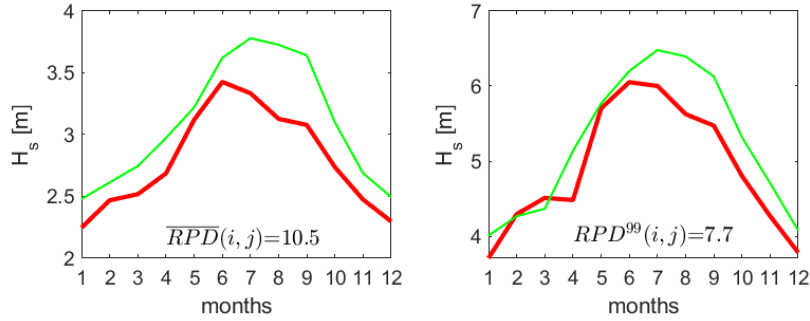 4
3.5
3
2.5
2
H_s [m]
1 2 3 4 5 6 7 8 9 10 11 12
months
\overline{RPD}(i, j)=10.5
7
6
5
4
H_s [m]
1 2 3 4 5 6 7 8 9 10 11 12
months
RPD^{99}(i, j)=7.7